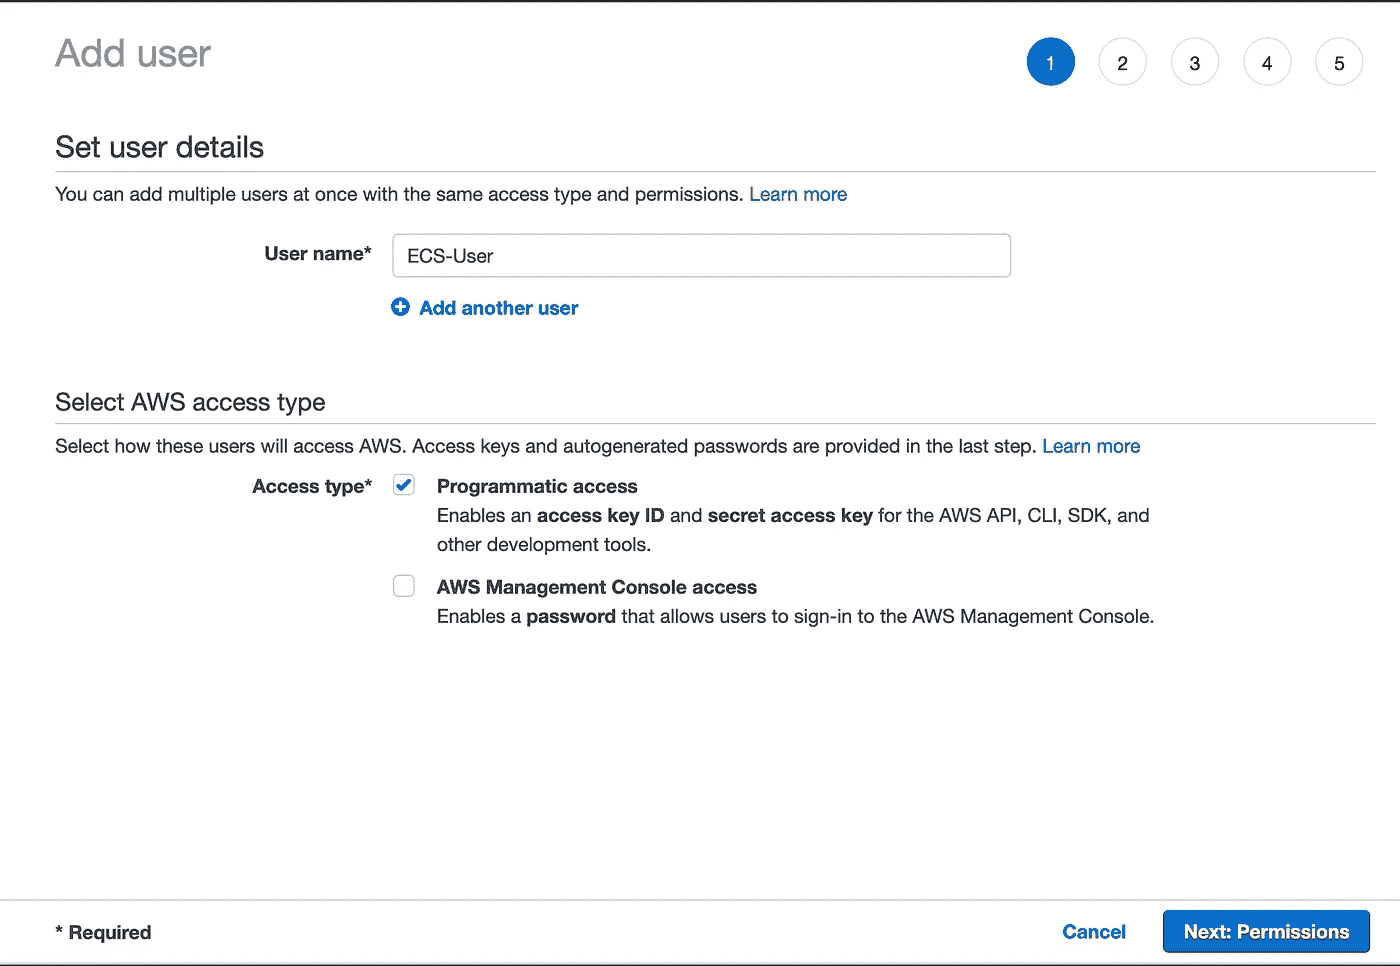 Add user
1 2 3 4 5
Set user details
You can add multiple users at once with the same access type and permissions. Learn more
User name* ECS-User
Add another user
Select AWS access type
Select how these users will access AWS. Access keys and autogenerated passwords are provided in the last step. Learn more
Access type* Programmatic access
Enables an access key ID and secret access key for the AWS API, CLI, SDK, and
other development tools.
AWS Management Console access
Enables a password that allows users to sign-in to the AWS Management Console.
* Required Cancel Next: Permissions